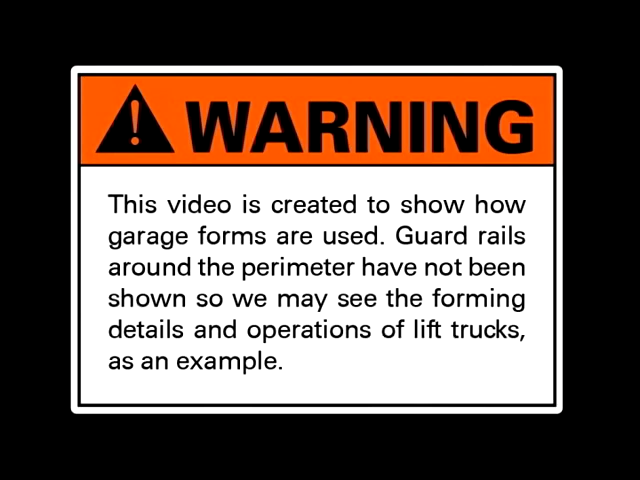 WARNING
This video is created to show how
garage forms are used. Guard rails
around the perimeter have not been
shown so we may see the forming
details and operations of lift trucks,
as an example.